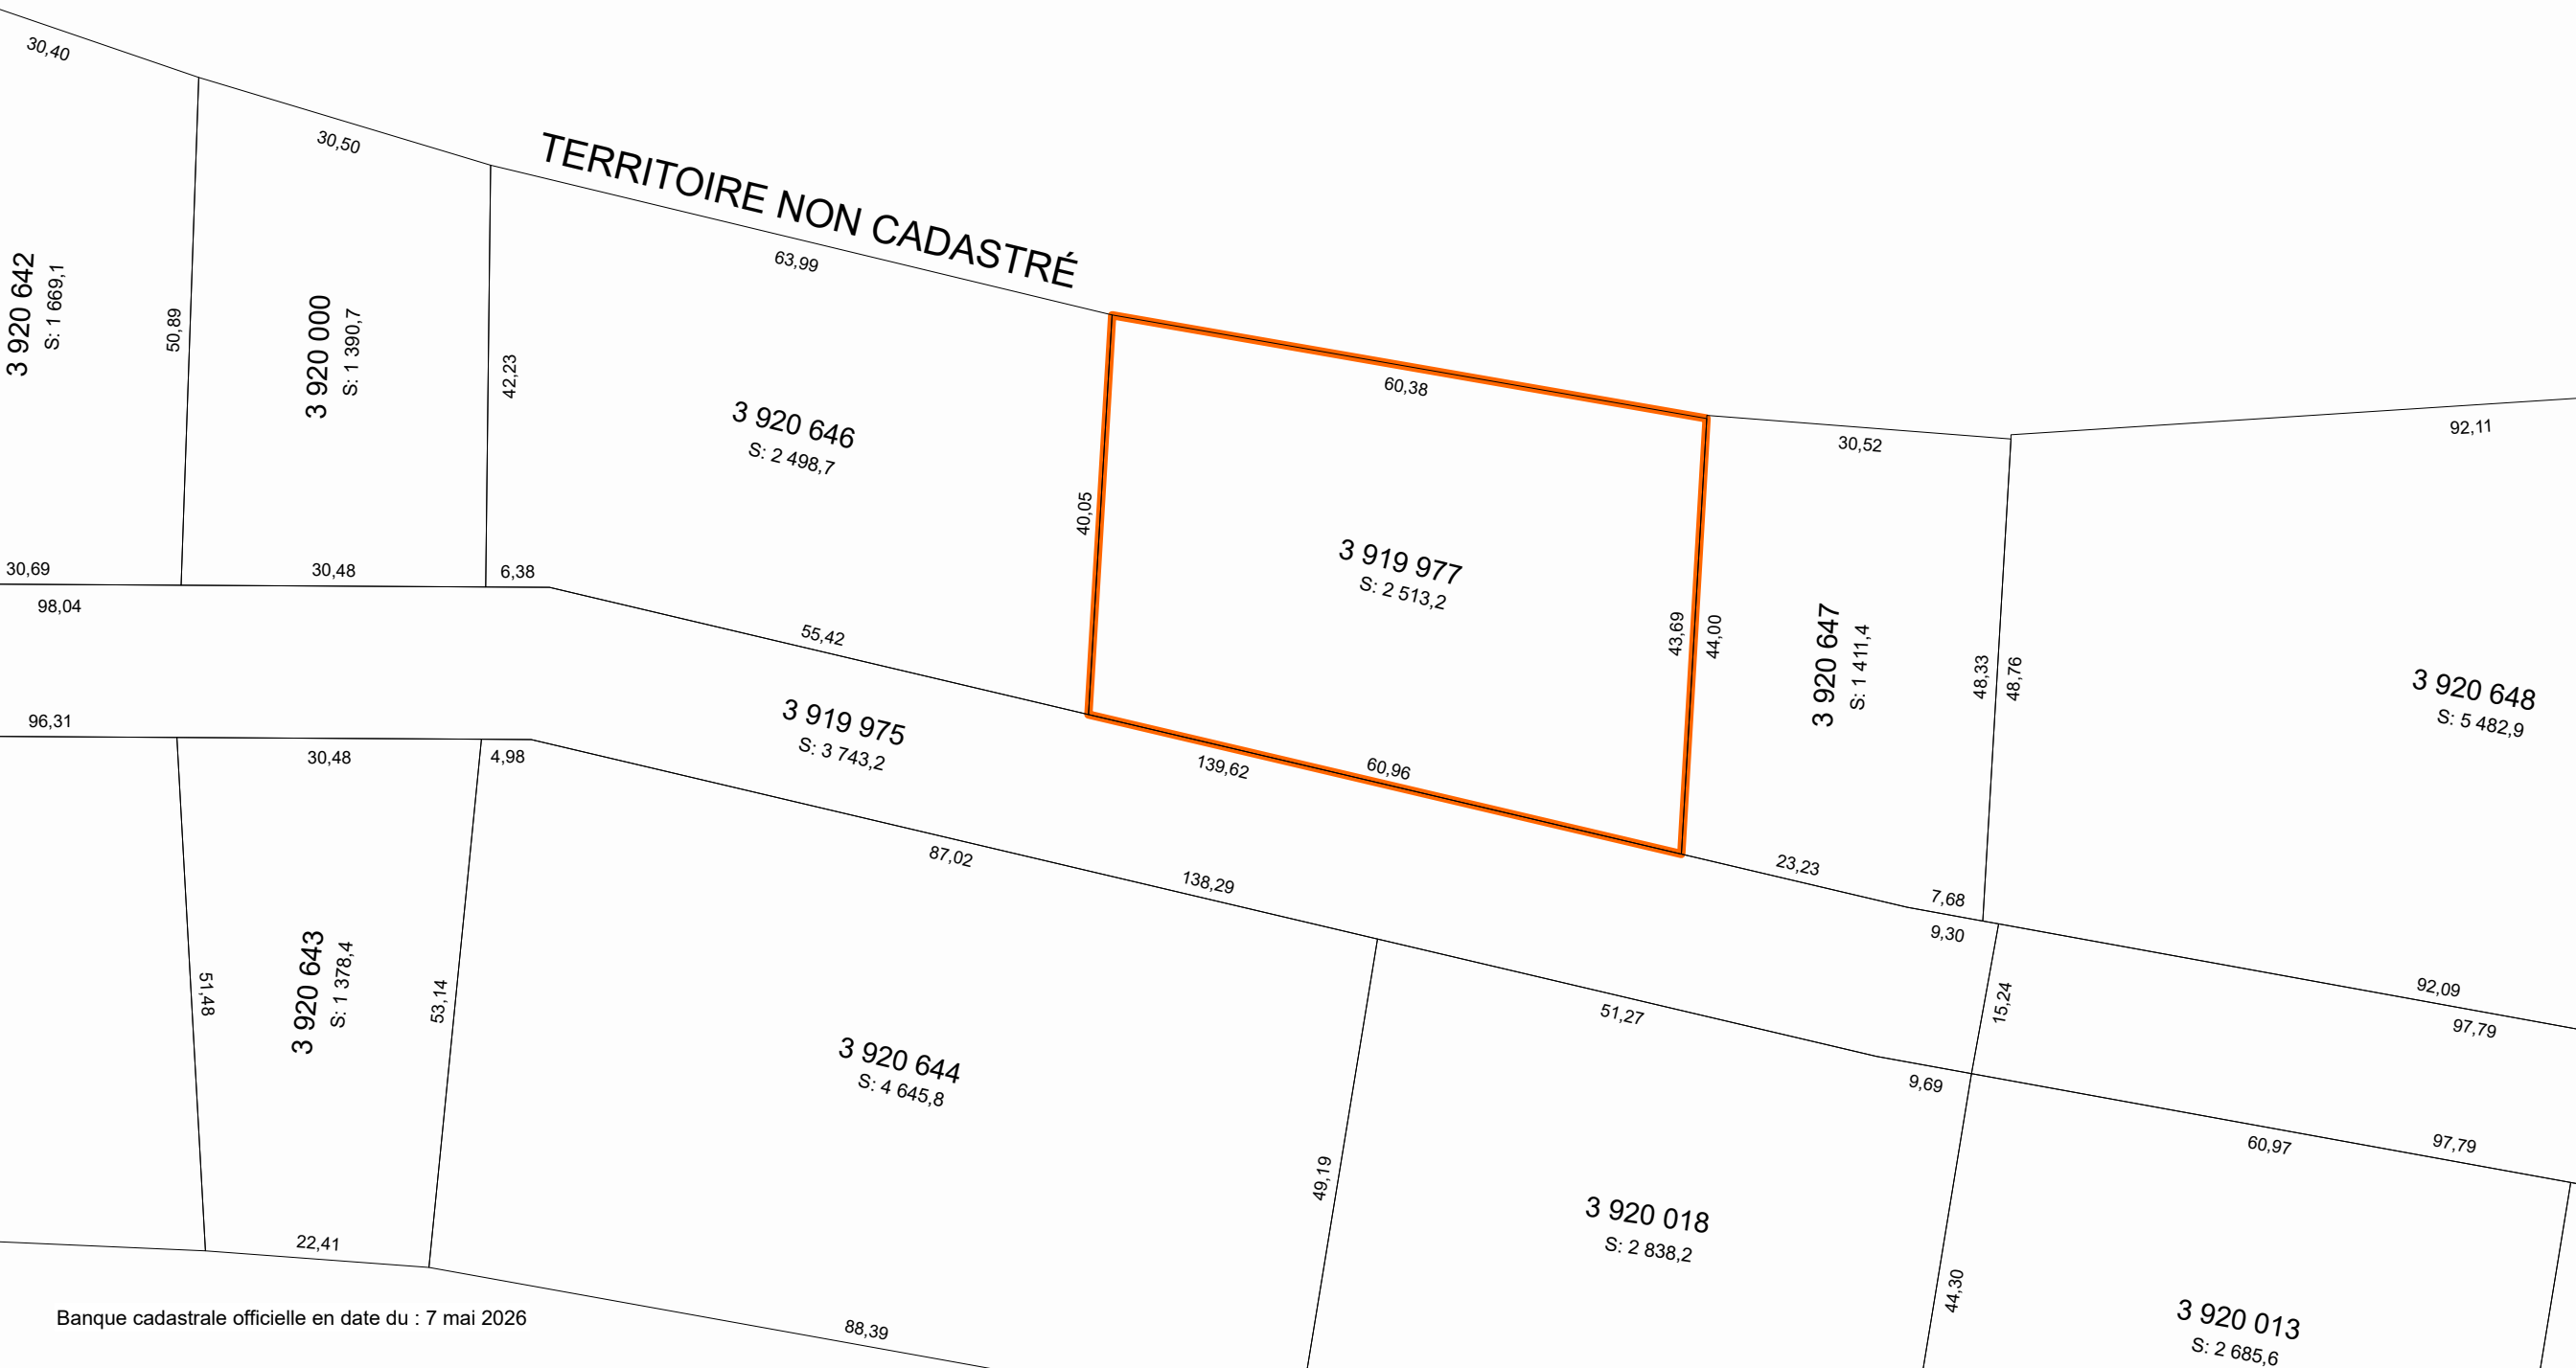 30,40
30,50
TERRITOIRE NON CADASTRÉ
63,99
60,38
30,52
92,11
3 920 642
S: 1 669,1
50,89
3 920 000
S: 1 390,7
42,23
3 920 646
S: 2 498,7
40,05
3 919 977
S: 2 513,2
43,69
44,00
3 920 647
S: 1 411,4
48,33
48,76
3 920 648
S: 5 482,9
30,69
30,48
6,38
98,04
55,42
96,31
3 919 975
S: 3 743,2
139,62
60,96
30,48
4,98
87,02
138,29
23,23
7,68
9,30
92,09
97,79
15,24
51,48
3 920 643
S: 1 378,4
53,14
3 920 644
S: 4 645,8
51,27
9,69
60,97
97,79
49,19
3 920 018
S: 2 838,2
44,30
22,41
3 920 013
S: 2 685,6
Banque cadastrale officielle en date du : 7 mai 2026
88,39